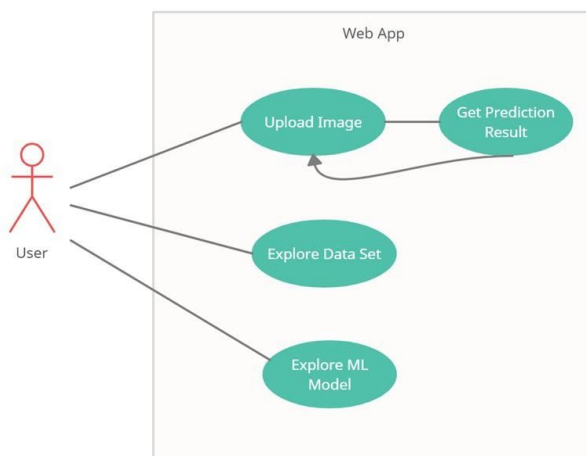 Web App
Upload Image
Get Prediction
Result
User
Explore Data Set
Explore ML
Model